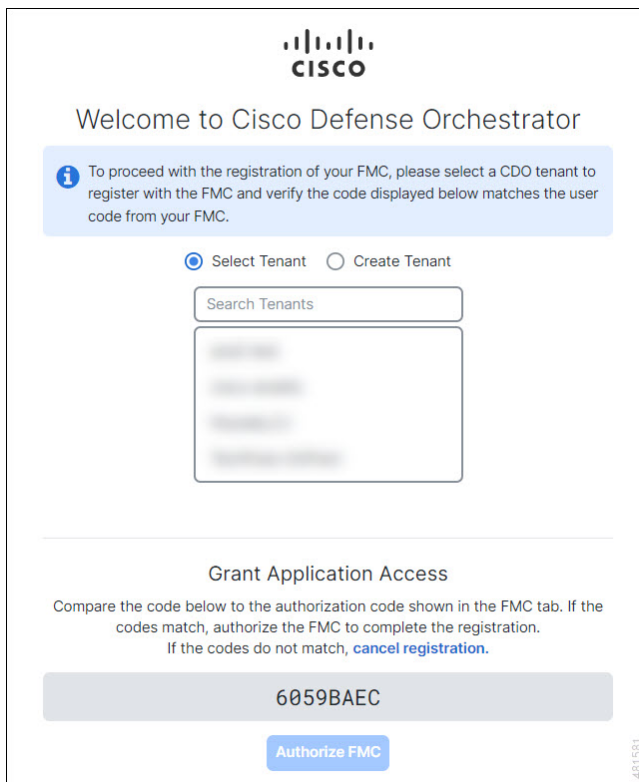 CISCO
Welcome to Cisco Defense Orchestrator
To proceed with the registration of your FMC, please select a CDO tenant to
register with the FMC and verify the code displayed below matches the user
code from your FMC.
Select Tenant Create Tenant
Search Tenants
Grant Application Access
Compare the code below to the authorization code shown in the FMC tab. If the
codes match, authorize the FMC to complete the registration.
If the codes do not match, cancel registration.
6059BAEC
Authorize FMC
481581